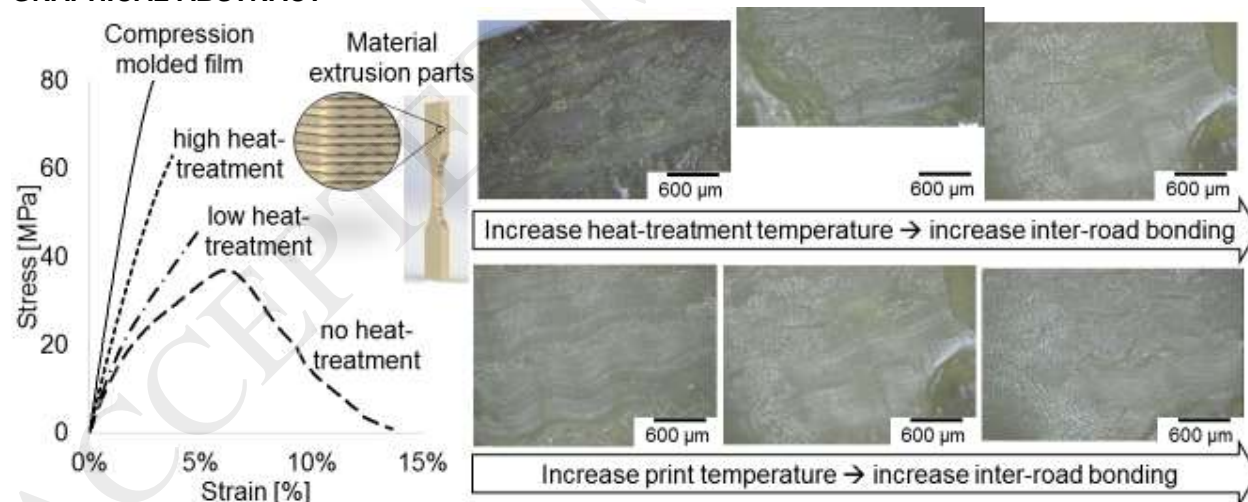 GRAPHICAL ABSTRACT
Compression
molded film
Material
extrusion parts
80
high heat-
treatment
60
low heat-
treatment
40
no heat-
treatment
20
0
Stress [MPa]
0% 5% 10% 15%
Strain [%]
600 µm
600 µm
600 µm
Increase heat-treatment temperature → increase inter-road bonding
600 µm
600 µm
600 µm
Increase print temperature → increase inter-road bonding